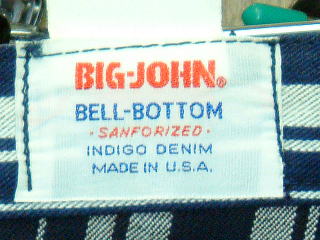 BIG-JOHN®
BELL-BOTTOM
·SANFORIZED·
INDIGO DENIM
MADE IN U.S.A.